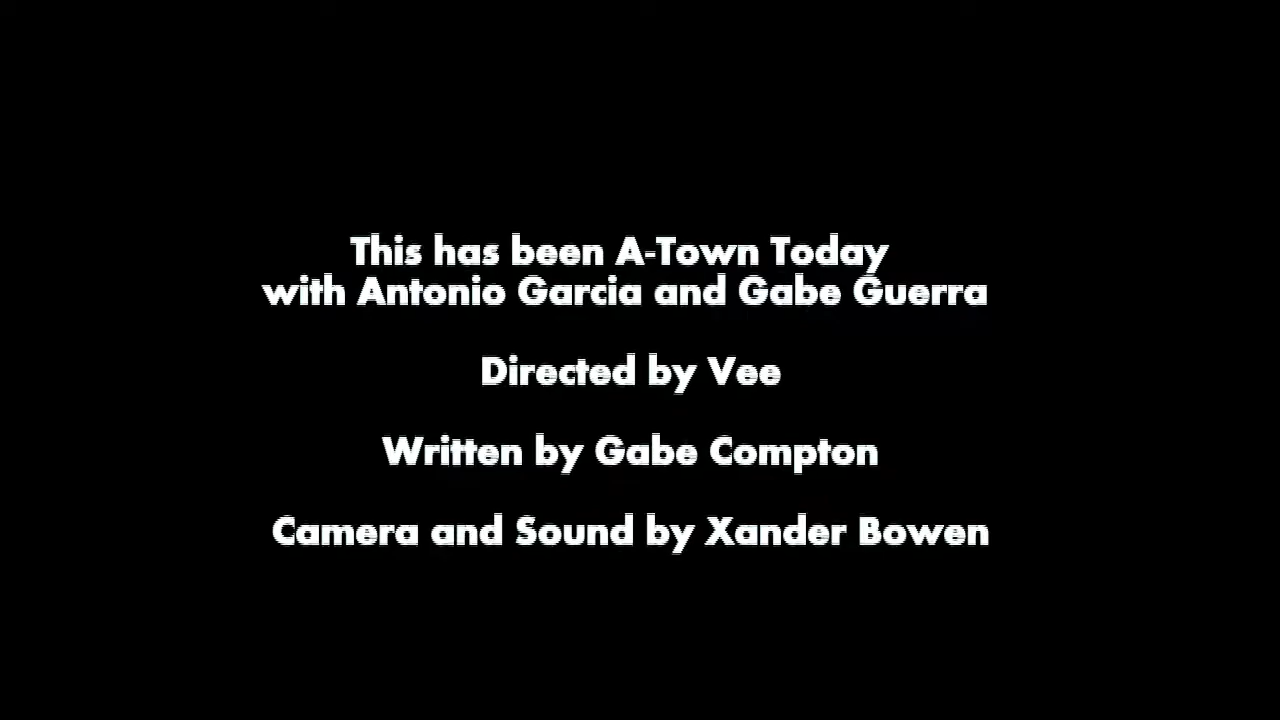 This has been A-Town Today
with Antonio Garcia and Gabe Guerra
Directed by Vee
Written by Gabe Compton
Camera and Sound by Xander Bowen